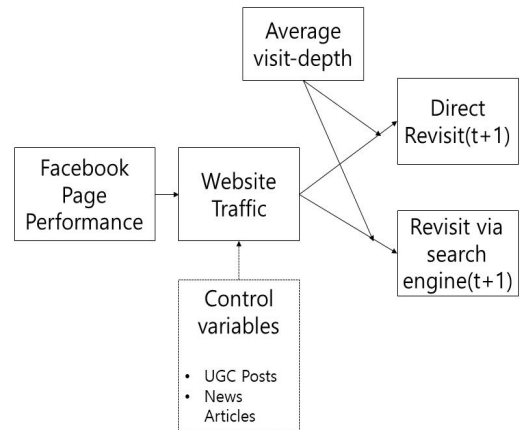 Average
visit-depth
Direct
Revisit(t+1)
Facebook
Page
Performance
Website
Traffic
Revisit via
search
engine(t+1)
Control
variables
• UGC Posts
• News
Articles